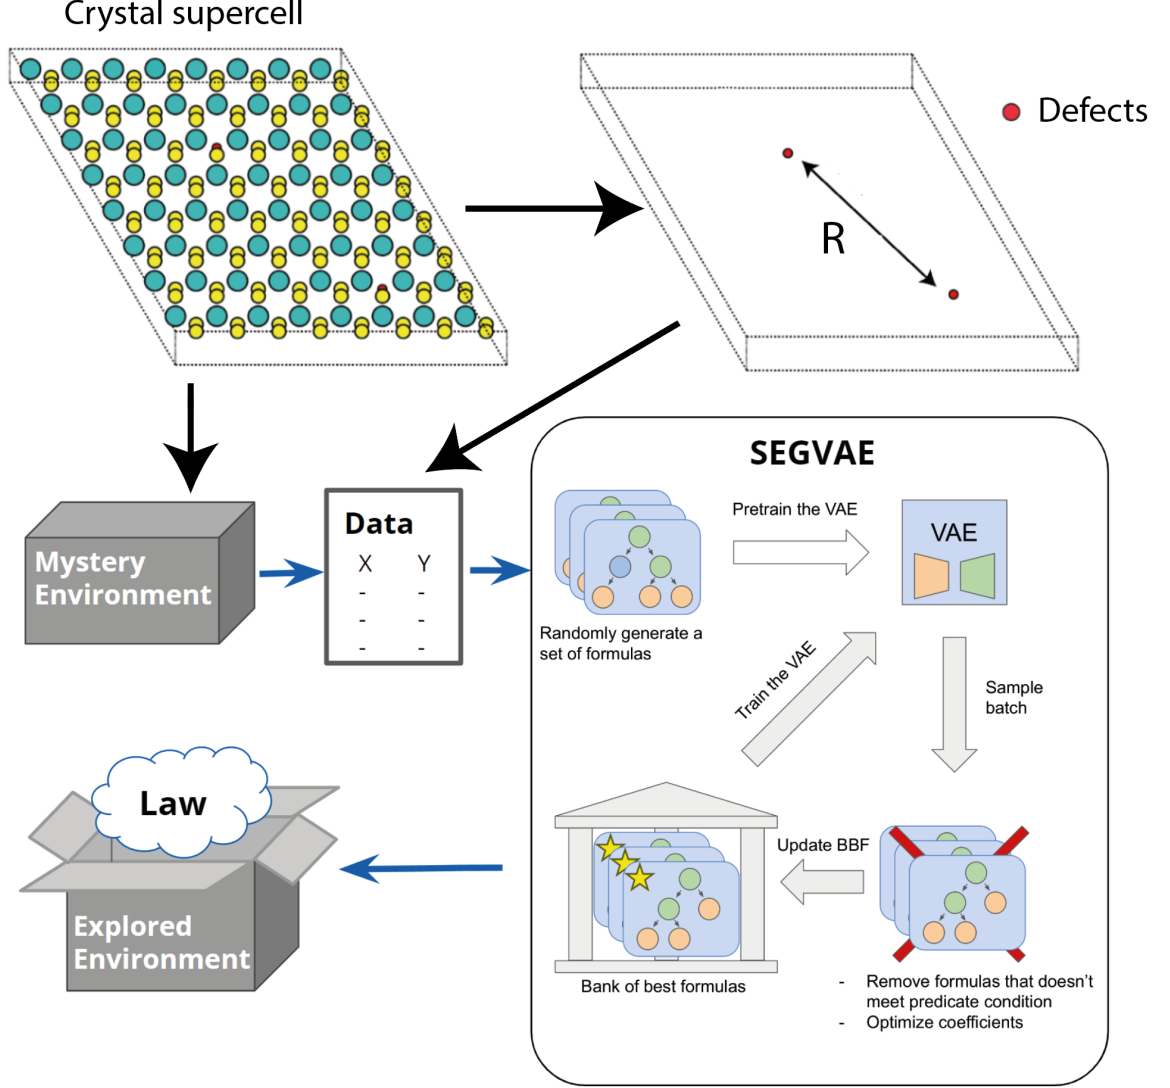 Crystal supercell
Defects
R
SEGVAE
Mystery
Environment
Data
X Y
- -
- -
- -
Randomly generate a
set of formulas
Pretrain the VAE
VAE
Train the VAE
Sample
batch
Law
Explored
Environment
Update BBF
Bank of best formulas
- Remove formulas that doesn't
meet predicate condition
- Optimize coefficients